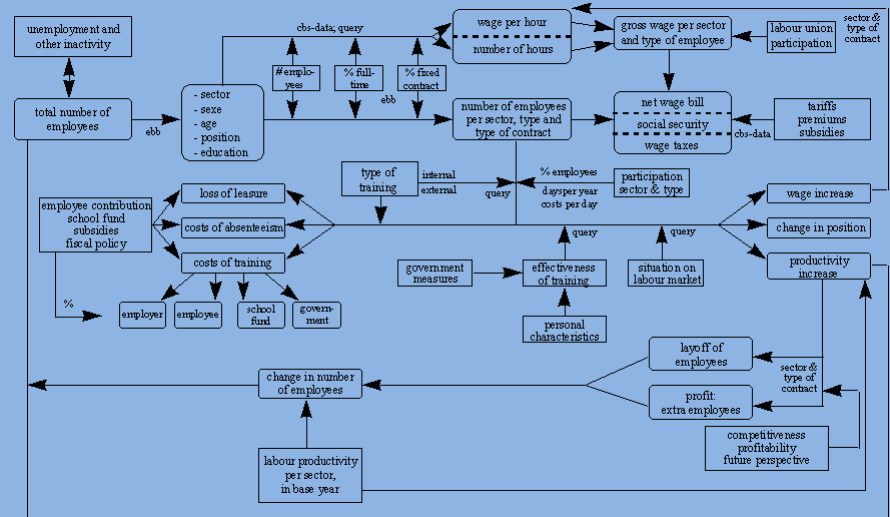 unemployment and
other inactivity
total number of
employees
ebb
- sector
- sexe
- age
- position
- education
cbs-data; query
# emplo-
yees
% full-
time
% fixed
contract
ebb
wage per hour
number of hours
gross wage per sector
and type of employee
labour union
participation
sector &
type of
contract
number of employees
per sector, type and
type of contract
net wage bill
social security
wage taxes
cbs-data
tariffs
premiums
subsidies
type of
training
internal
external
query
% employees
daysper year
costs per day
participation
sector & type
employee contribution
school fund
subsidies
fiscal policy
loss of leasure
costs of absenteeism
costs of training
%
employer
employee
school
fund
govern-
ment
wage increase
change in position
productivity
increase
query
query
government
measures
effectiveness
of training
situation on
labour market
personal
characteristics
layoff of
employees
profit:
extra employees
sector &
type of
contract
change in number
of employees
competitiveness
profitability
future perspective
labour productivity
per sector,
in base year